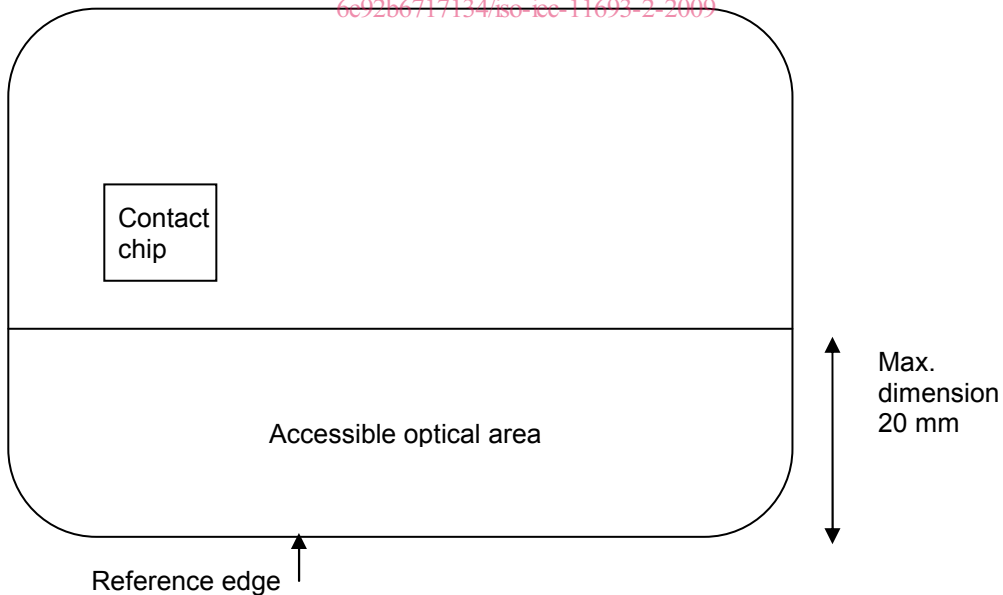 6c92b6717134/iso-iec-11693-2-2009
Contact
chip
Max.
dimension
20 mm
Accessible optical area
Reference edge